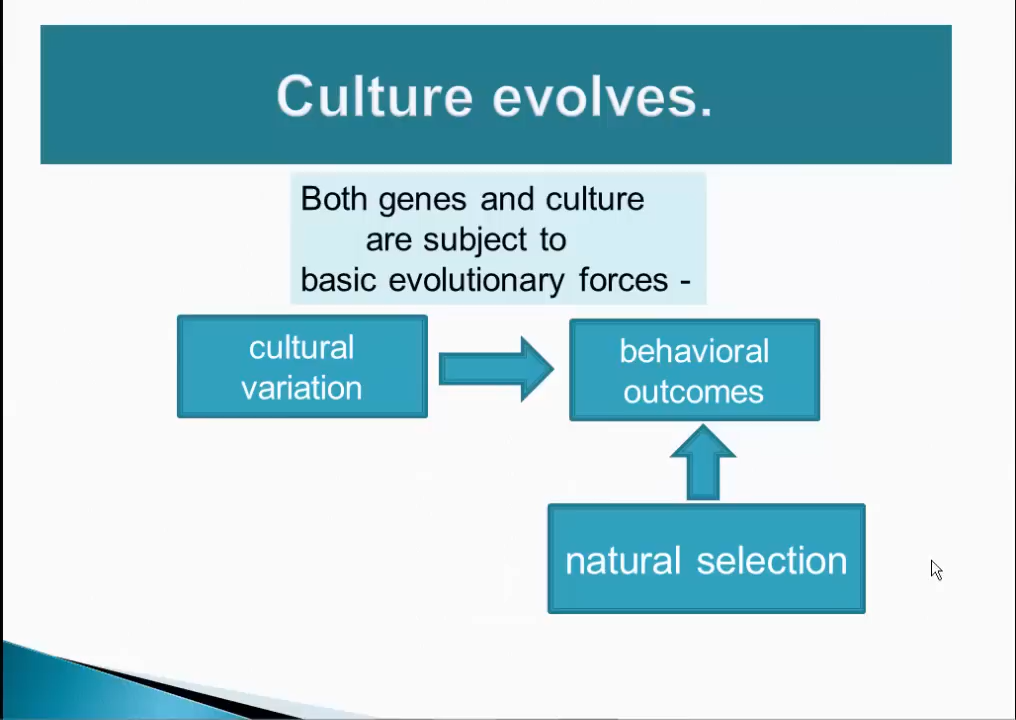 Culture evolves.
Both genes and culture
are subject to
basic evolutionary forces -
cultural
variation
behavioral
outcomes
natural selection